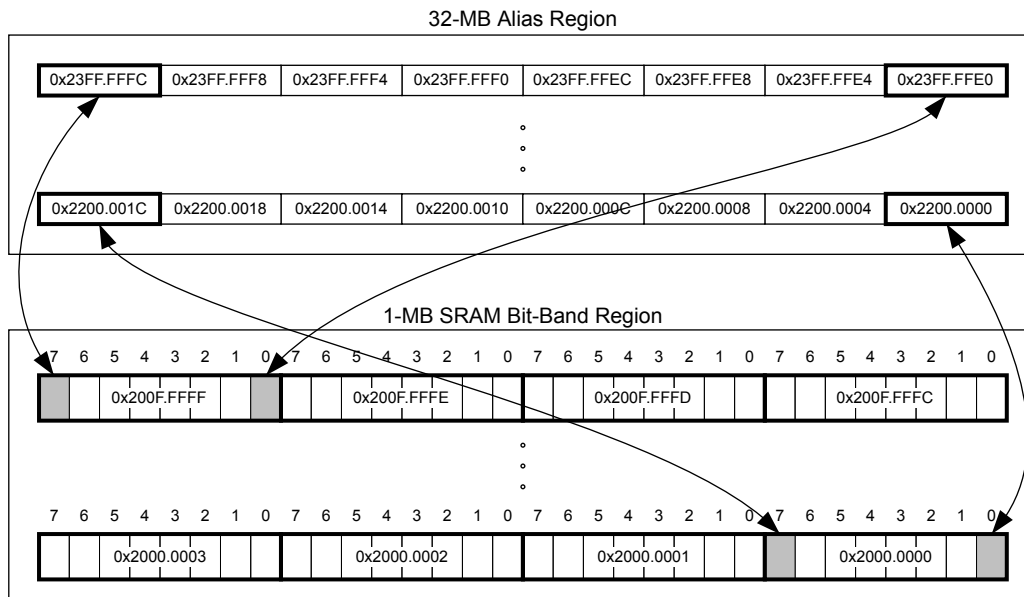 32-MB Alias Region
0x23FF.FFFC 0x23FF.FFF8 0x23FF.FFF4 0x23FF.FFF0 0x23FF.FFEC 0x23FF.FFE8 0x23FF.FFE4 0x23FF.FFE0
0x2200.001C 0x2200.0018 0x2200.0014 0x2200.0010 0x2200.000C 0x2200.0008 0x2200.0004 0x2200.0000
1-MB SRAM Bit-Band Region
7 6 5 4 3 2 1 0 7 6 5 4 3 2 1 0 7 6 5 4 3 2 1 0 7 6 5 4 3 2 1 0
0x200F.FFFF 0x200F.FFFE 0x200F.FFFD 0x200F.FFFC
7 6 5 4 3 2 1 0 7 6 5 4 3 2 1 0 7 6 5 4 3 2 1 0 7 6 5 4 3 2 1 0
0x2000.0003 0x2000.0002 0x2000.0001 0x2000.0000